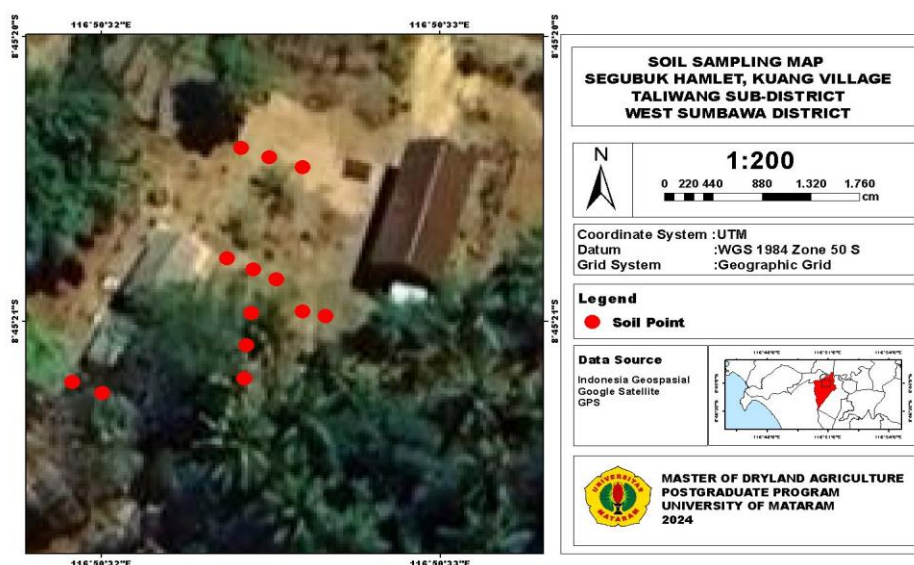 116°50'32"E
116°50'33"E
8°45'20"S
8°45'20"S
8°45'21"S
8°45'21"S
116°50'32"E
116°50'33"E
SOIL SAMPLING MAP
SEGUBUK HAMLET, KUANG VILLAGE
TALIWANG SUB-DISTRICT
WEST SUMBAWA DISTRICT
N
1:200
0 220 440 880 1.320 1.760
cm
Coordinate System :UTM
Datum :WGS 1984 Zone 50 S
Grid System :Geographic Grid
Legend
Soil Point
Data Source
Indonesia Geospasial
Google Satellite
GPS
UNIVERSITAS
MATARAM
MASTER OF DRYLAND AGRICULTURE
POSTGRADUATE PROGRAM
UNIVERSITY OF MATARAM
2024